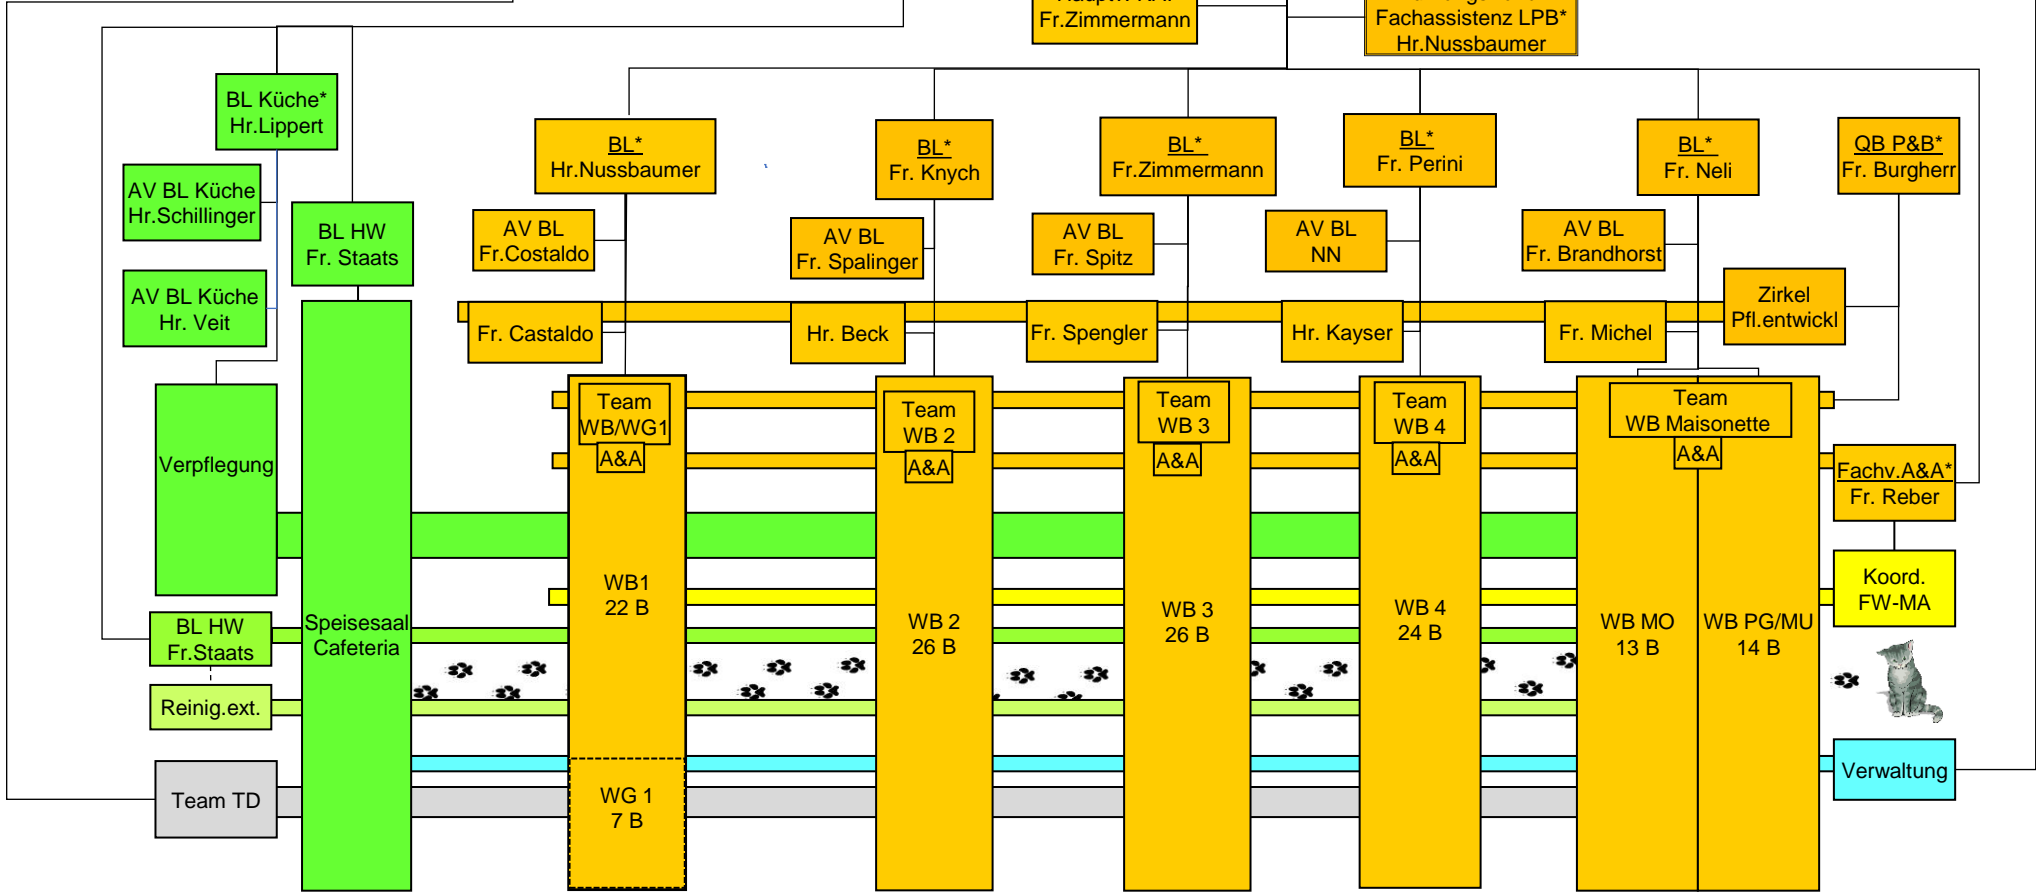 Fr.Zimmermann
Fachassistenz LPB*
Hr.Nussbaumer
BL Küche*
Hr.Lippert
AV BL Küche
Hr.Schillinger
BL HW
Fr. Staats
AV BL Küche
Hr. Veit
BL*
Hr.Nussbaumer
BL*
Fr. Knych
BL*
Fr.Zimmermann
BL*
Fr. Perini
BL*
Fr. Neli
QB P&B*
Fr. Burgherr
AV BL
Fr.Costaldo
AV BL
Fr. Spalinger
AV BL
Fr. Spitz
AV BL
NN
AV BL
Fr. Brandhorst
Zirkel
Pfl.entwickl
Fr. Castaldo
Hr. Beck
Fr. Spengler
Hr. Kayser
Fr. Michel
Team
WB/WG1
A&A
Team
WB 2
A&A
Team
WB 3
A&A
Team
WB 4
A&A
Team
WB Maisonette
A&A
Verpflegung
Fachv.A&A*
Fr. Reber
Koord.
FW-MA
Speisesaal
Cafeteria
WB1
22 B
WB 2
26 B
WB 3
26 B
WB 4
24 B
WB MO
13 B
WB PG/MU
14 B
BL HW
Fr.Staats
Reinig.ext.
Team TD
WG 1
7 B
Verwaltung